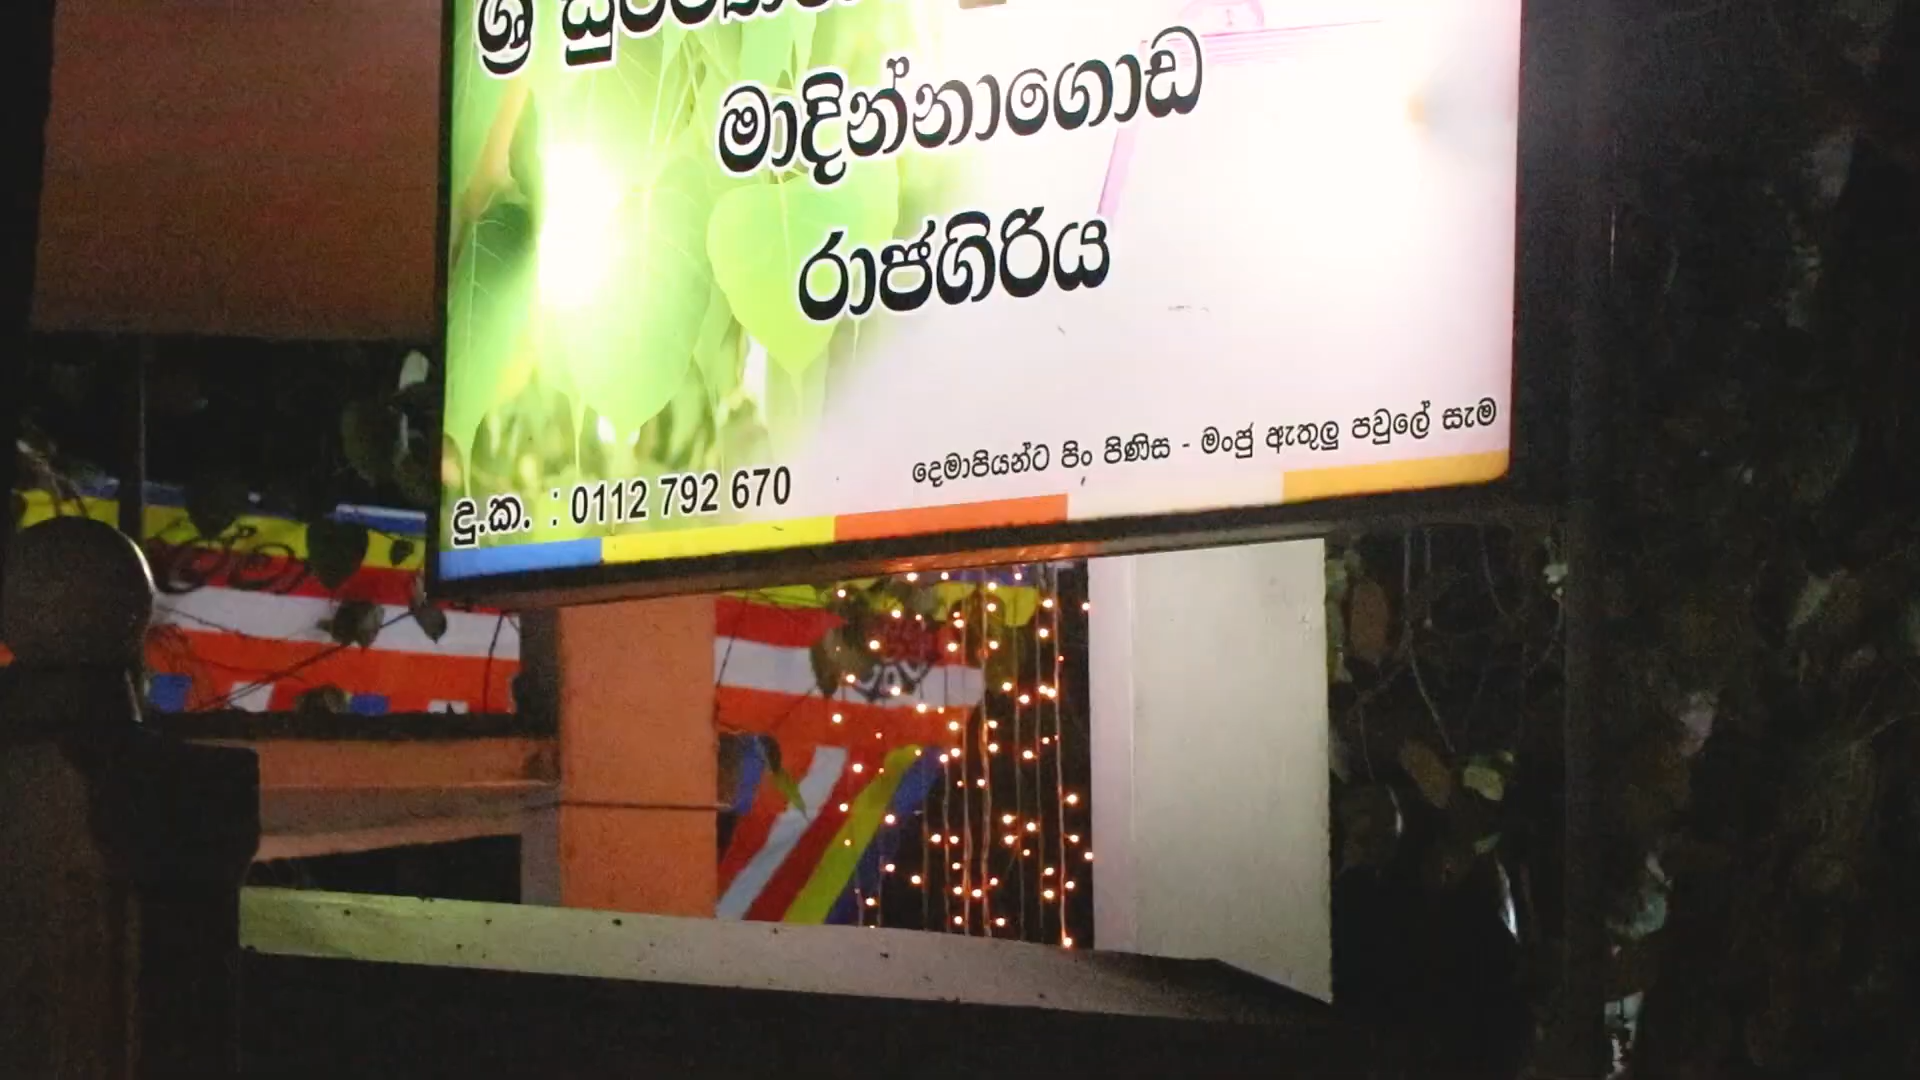 ශ්‍රී
මාදින්නාගොඩ
රාජගිරිය
දෙමාපියන්ට පිං පිණිස - මංජු ඇතුලු පවුලේ සැම
දු.ක. : 0112 792 670